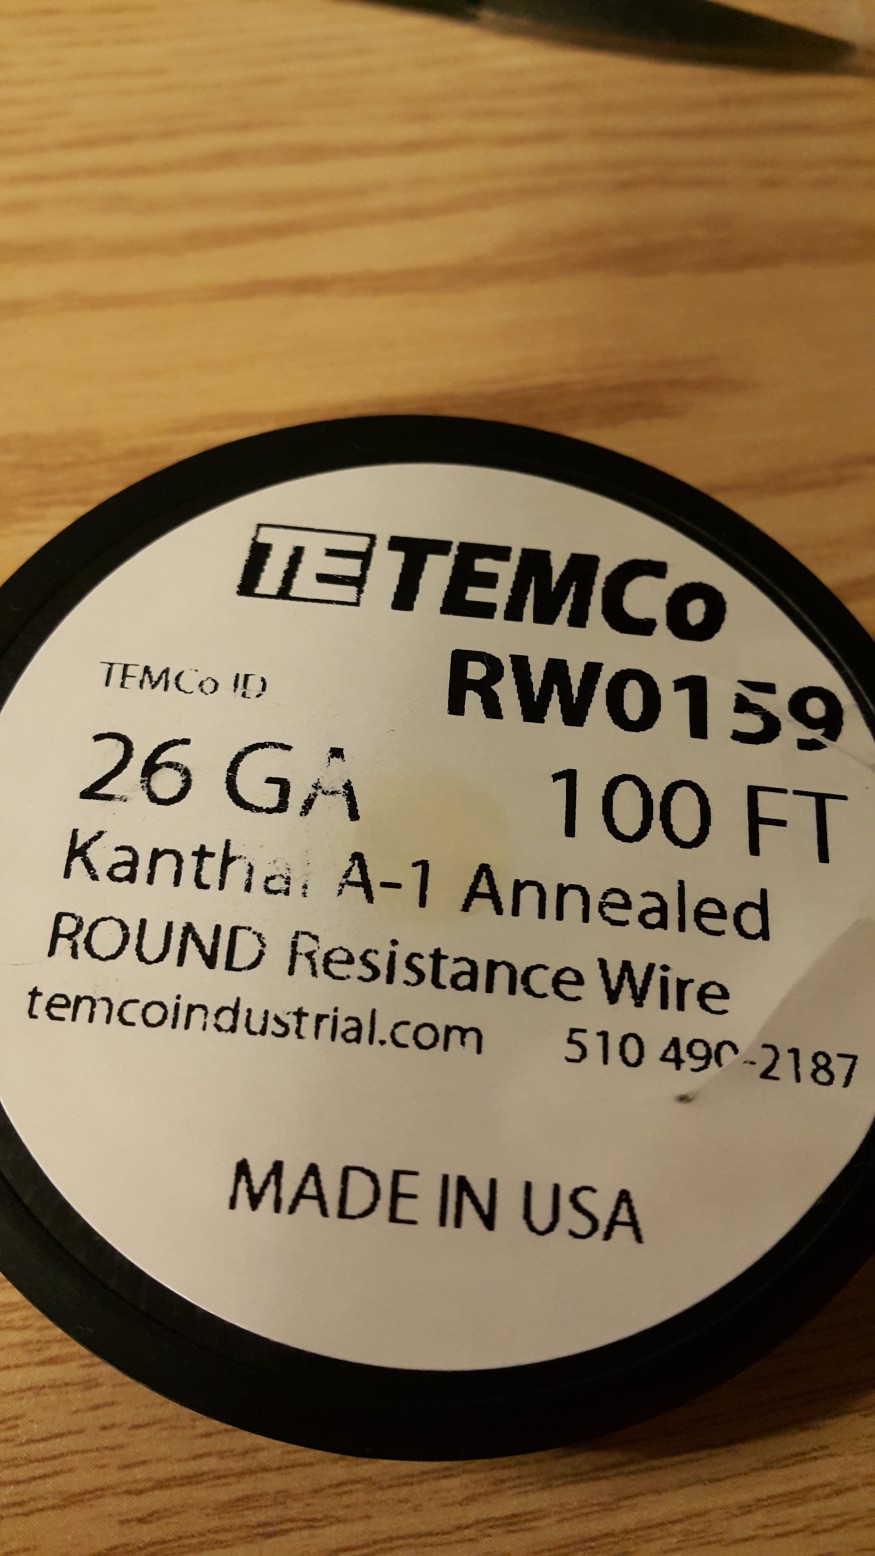 TE TEMCo
TEMCo ID RW0159
26 GA 100 FT
Kanthal A-1 Annealed
ROUND Resistance Wire
temcoindustrial.com 510 490-2187
MADE IN USA